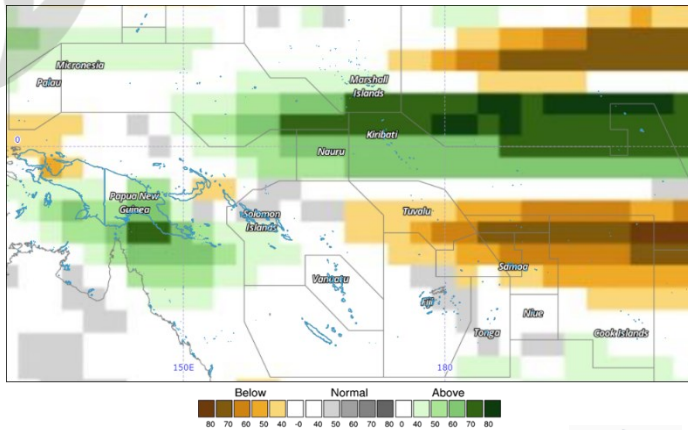 Micronesia
Palau
Marshall
Islands
0
Kiribati
Nauru
Papua New
Guinea
Solomon
Islands
Tuvalu
Samoa
Vanuatu
Fiji
Niue
Tonga
Cook Islands
150E
180
Below Normal Above
80 70 60 50 40 -0 40 50 60 70 80 0 40 50 60 70 80